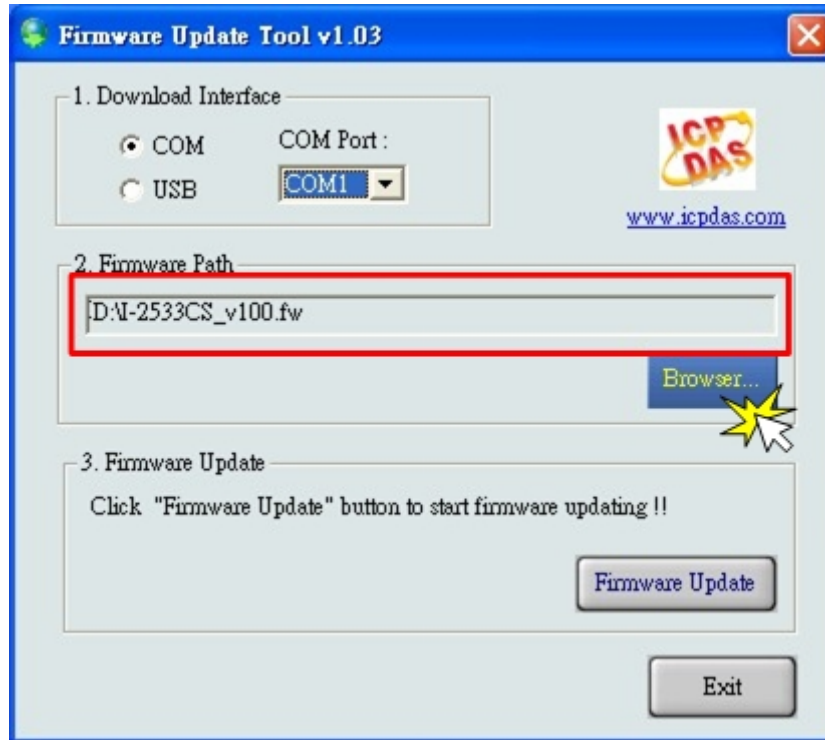 Firmware Update Tool v1.03
1. Download Interface
COM
COM Port :
USB
COM1
ICP
DAS
www.icpdas.com
2. Firmware Path
D:\I-2533CS_v100.fw
Browser...
3. Firmware Update
Click "Firmware Update" button to start firmware updating !!
Firmware Update
Exit